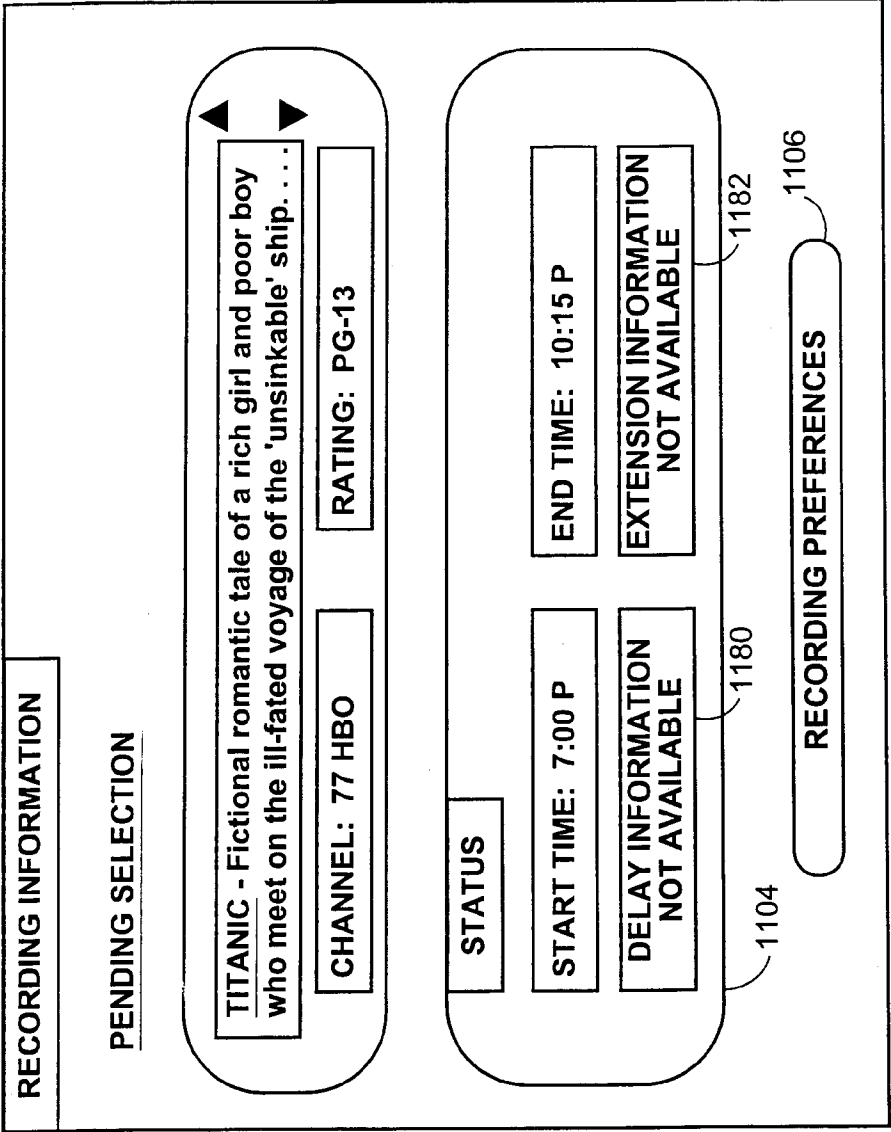 RECORDING INFORMATION
PENDING SELECTION
TITANIC - Fictional romantic tale of a rich girl and poor boy
who meet on the ill-fated voyage of the 'unsinkable' ship. . . .
CHANNEL: 77 HBO
RATING: PG-13
STATUS
START TIME: 7:00 P
END TIME: 10:15 P
DELAY INFORMATION
NOT AVAILABLE
EXTENSION INFORMATION
NOT AVAILABLE
1104
1180
1182
RECORDING PREFERENCES
1106